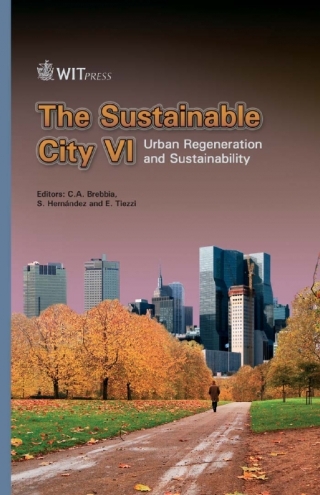 WITPRESS
The Sustainable
City VI
Urban Regeneration
and Sustainability
Editors: C.A. Brebbia,
S. Hernández and E. Tiezzi